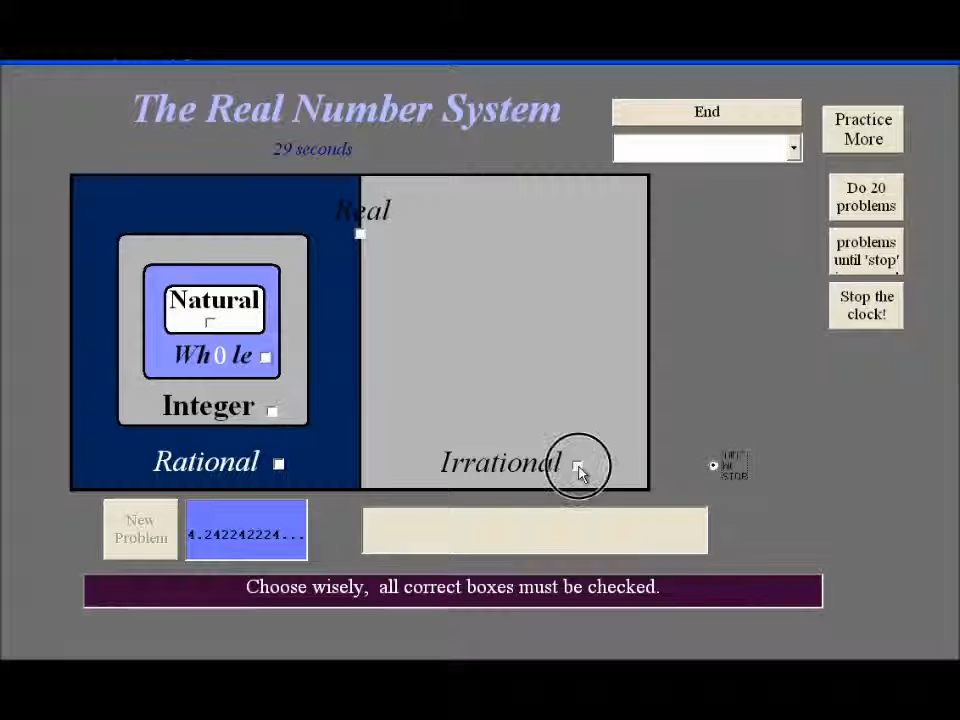 The Real Number System
29 seconds
End
Practice
More
Do 20
problems
problems
until 'stop'
Stop the
clock!
Real
Natural
Wh0le
Integer
Rational
Irrational
New
Problem
4.242242224...
Choose wisely, all correct boxes must be checked.